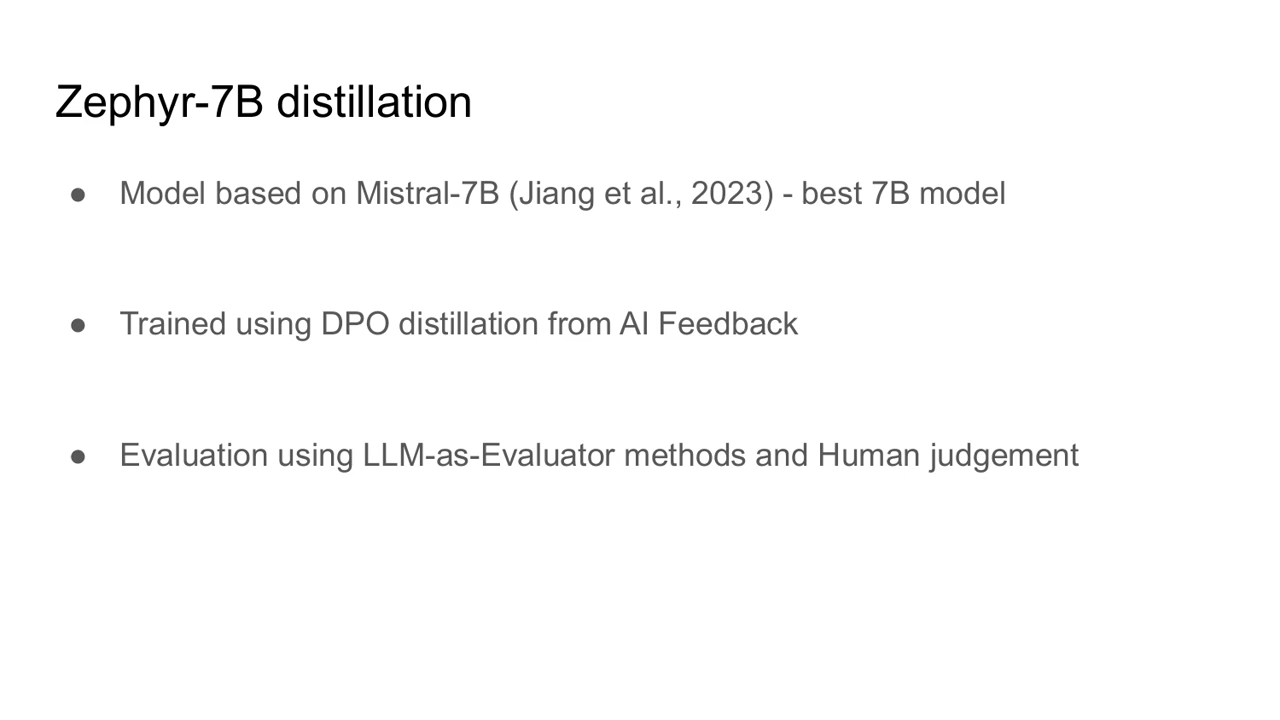 Zephyr-7B distillation
● Model based on Mistral-7B (Jiang et al., 2023) - best 7B model
● Trained using DPO distillation from AI Feedback
● Evaluation using LLM-as-Evaluator methods and Human judgement